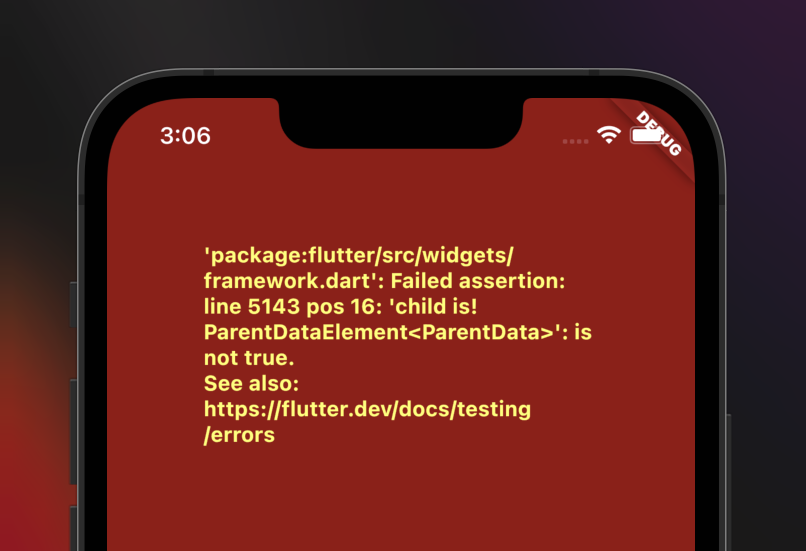 3:06
DEBUG
'package:flutter/src/widgets/
framework.dart': Failed assertion:
line 5143 pos 16: 'child is!
ParentDataElement<ParentData>': is
not true.
See also:
https://flutter.dev/docs/testing
/errors